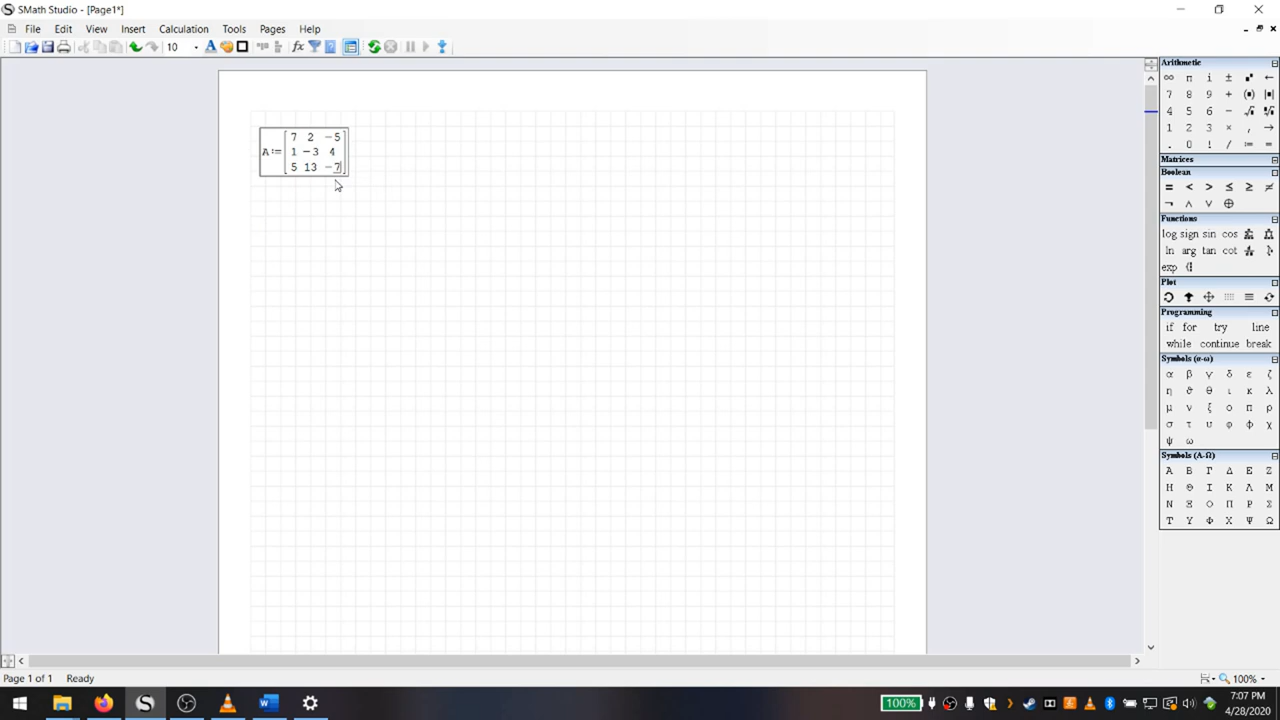 SMath Studio - [Page1*]
File Edit View Insert Calculation Tools Pages Help
10 A fx
Arithmetic
∞ π i ±
7 8 9 +
4 5 6 −
1 2 3 × , →
. 0 ! / := =
Matrices
Boolean
= < > ≤ ≥ ≠
¬ ∧ ∨ ⊕
Functions
log sign sin cos
ln arg tan cot
exp
Plot
Programming
if for try line
while continue break
Symbols (α-ω)
α β γ δ ε ζ
η ϑ θ ι κ λ
μ ν ξ ο π ρ
σ τ υ φ ϕ χ
ψ ω
Symbols (Α-Ω)
Α Β Γ Δ Ε Ζ
Η Θ Ι Κ Λ Μ
Ν Ξ Ο Π Ρ Σ
Τ Υ Φ Χ Ψ Ω
7 2 −5
A:= 1 −3 4
5 13 −7
Page 1 of 1 Ready
100%
100%
7:07 PM
4/28/2020